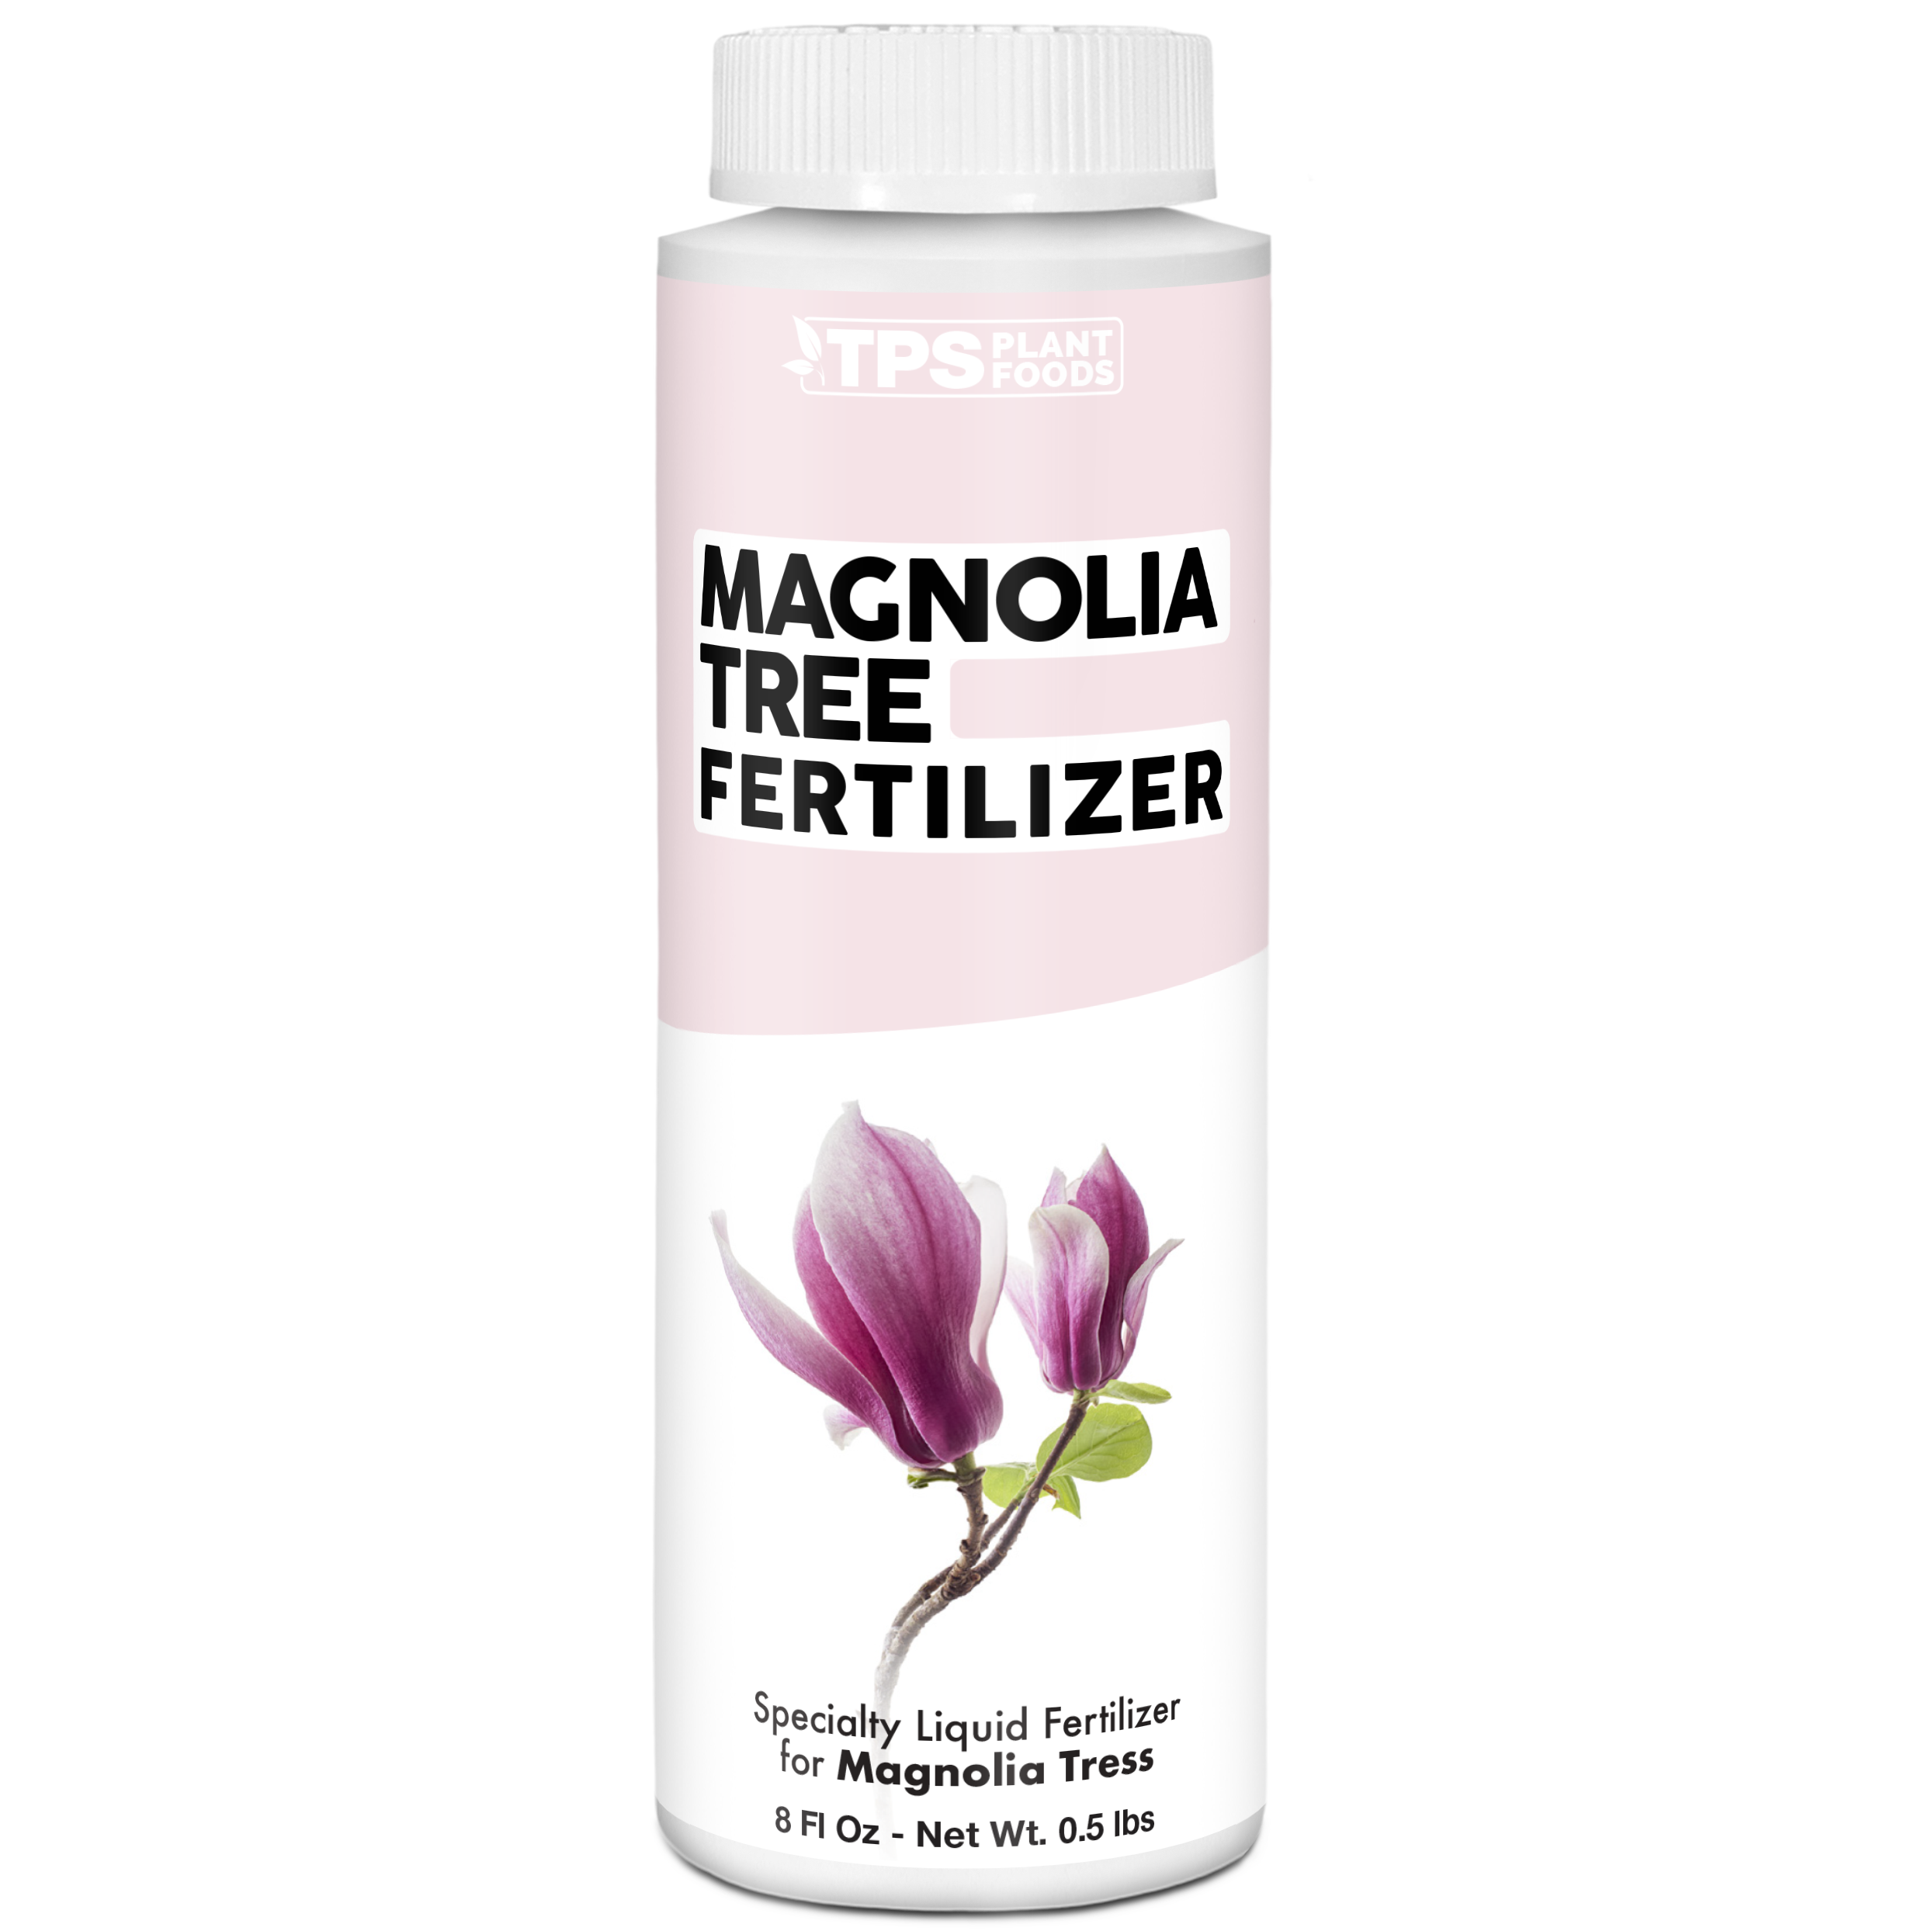 TPS PLANT
FOODS
MAGNOLIA
TREE
FERTILIZER
Specialty Liquid Fertilizer
for Magnolia Tress
8 Fl Oz - Net Wt. 0.5 lbs